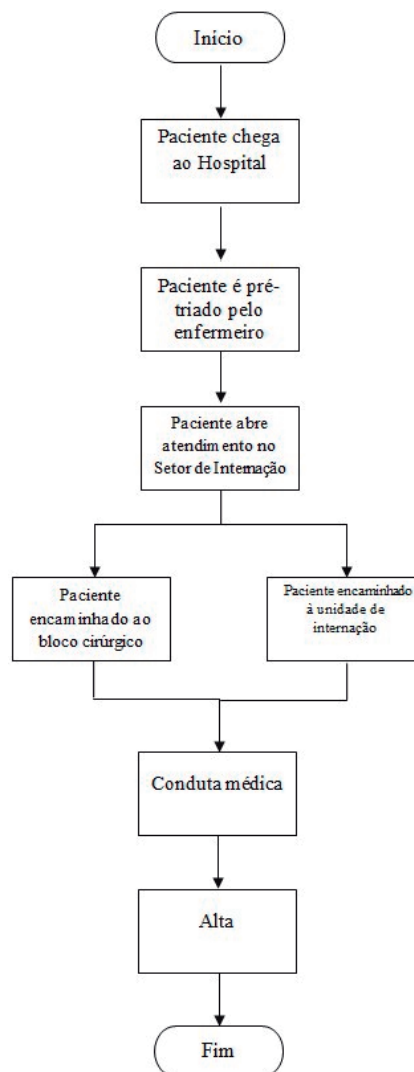 Início
Paciente chega
ao Hospital
Paciente é pré-
triado pelo
enfermeiro
Paciente abre
atendimento no
Setor de Internação
Paciente
encaminhado ao
bloco cirúrgico
Paciente encaminhado
à unidade de
internação
Conduta médica
Alta
Fim